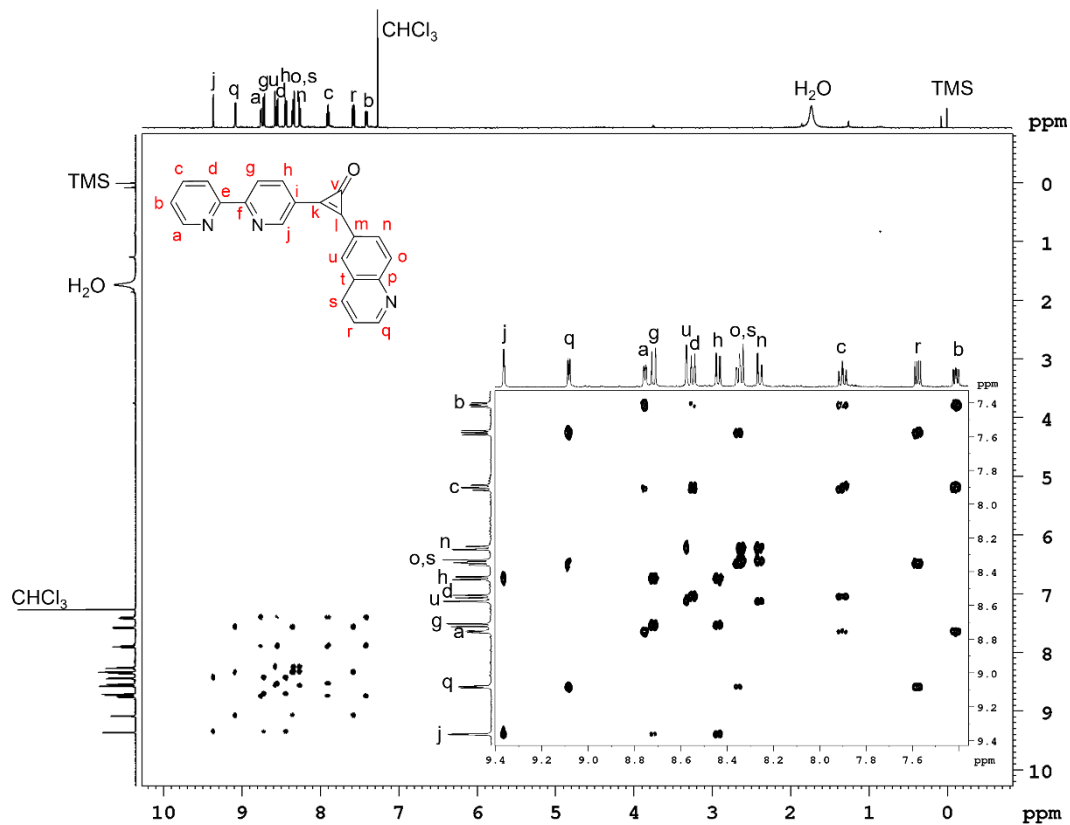 CHCl3
j q a g u d h o,s n c r b
H2O
TMS
ppm
TMS
H2O
CHCl3
O
v
c d g h
b e f i k l m n
a N N j u o
t p
s N
r q
j q a g u d h o,s n c r b
ppm
b
c
n
o,s
h
d
u
g
a
q
j
7.4
7.6
7.8
8.0
8.2
8.4
8.6
8.8
9.0
9.2
9.4
9.4 9.2 9.0 8.8 8.6 8.4 8.2 8.0 7.8 7.6 ppm
ppm
0
1
2
3
4
5
6
7
8
9
10
10 9 8 7 6 5 4 3 2 1 0 ppm